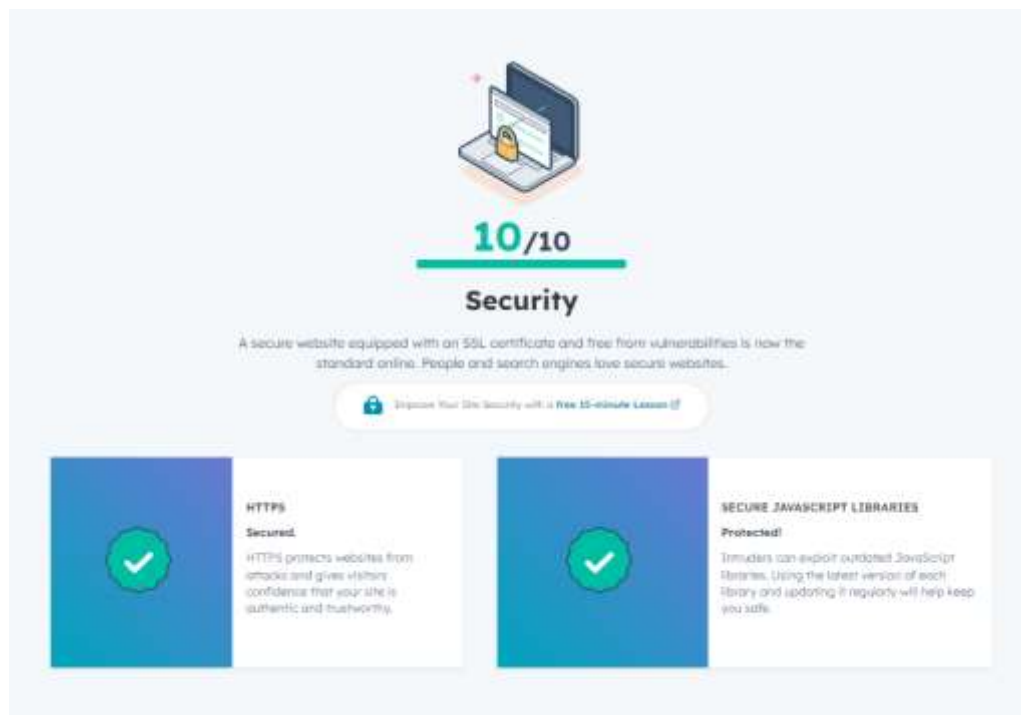 10/10
Security
A secure website equipped with an SSL certificate and free from vulnerabilities is now the
standard online. People and search engines love secure websites.
Improve Your Site Security with a free 10-minute Lesson
HTTPS
Secured.
HTTPS protects websites from
attacks and gives visitors
confidence that your site is
authentic and trustworthy.
SECURE JAVASCRIPT LIBRARIES
Protected!
Intruders can exploit outdated JavaScript
libraries. Using the latest version of each
library and updating it regularly will help keep
you safe.